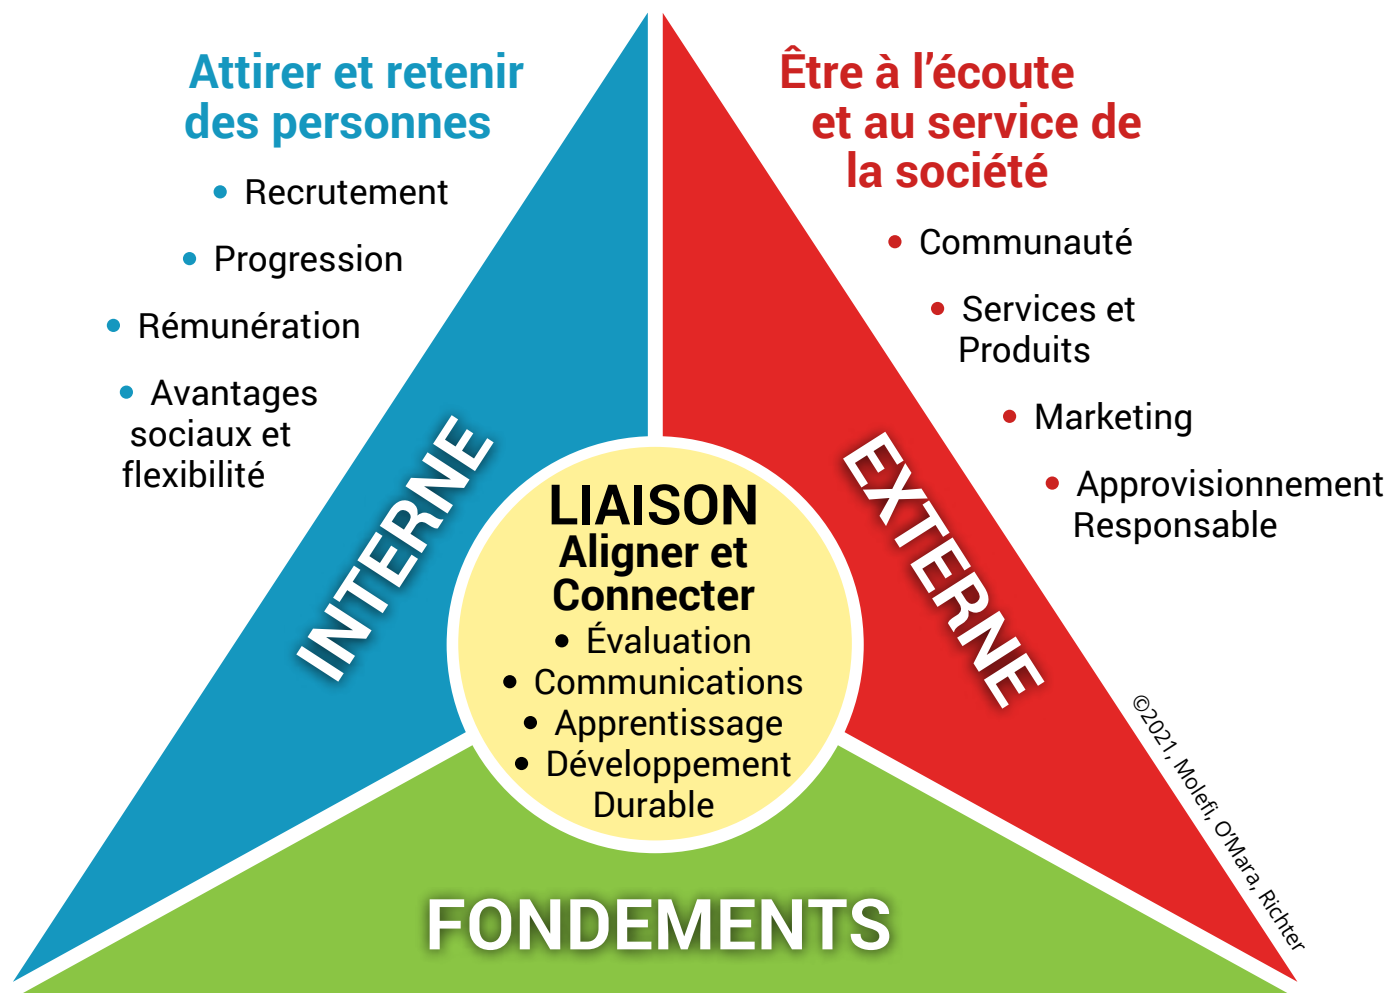 Attirer et retenir
des personnes
• Recrutement
• Progression
• Rémunération
• Avantages
sociaux et
flexibilité
INTERNE
Être à l’écoute
et au service de
la société
• Communauté
• Services et
Produits
• Marketing
• Approvisionnement
Responsable
EXTERNE
LIAISON
Aligner et
Connecter
• Évaluation
• Communications
• Apprentissage
• Développement
Durable
FONDEMENTS
©2021, Molefi, O’Mara, Richter